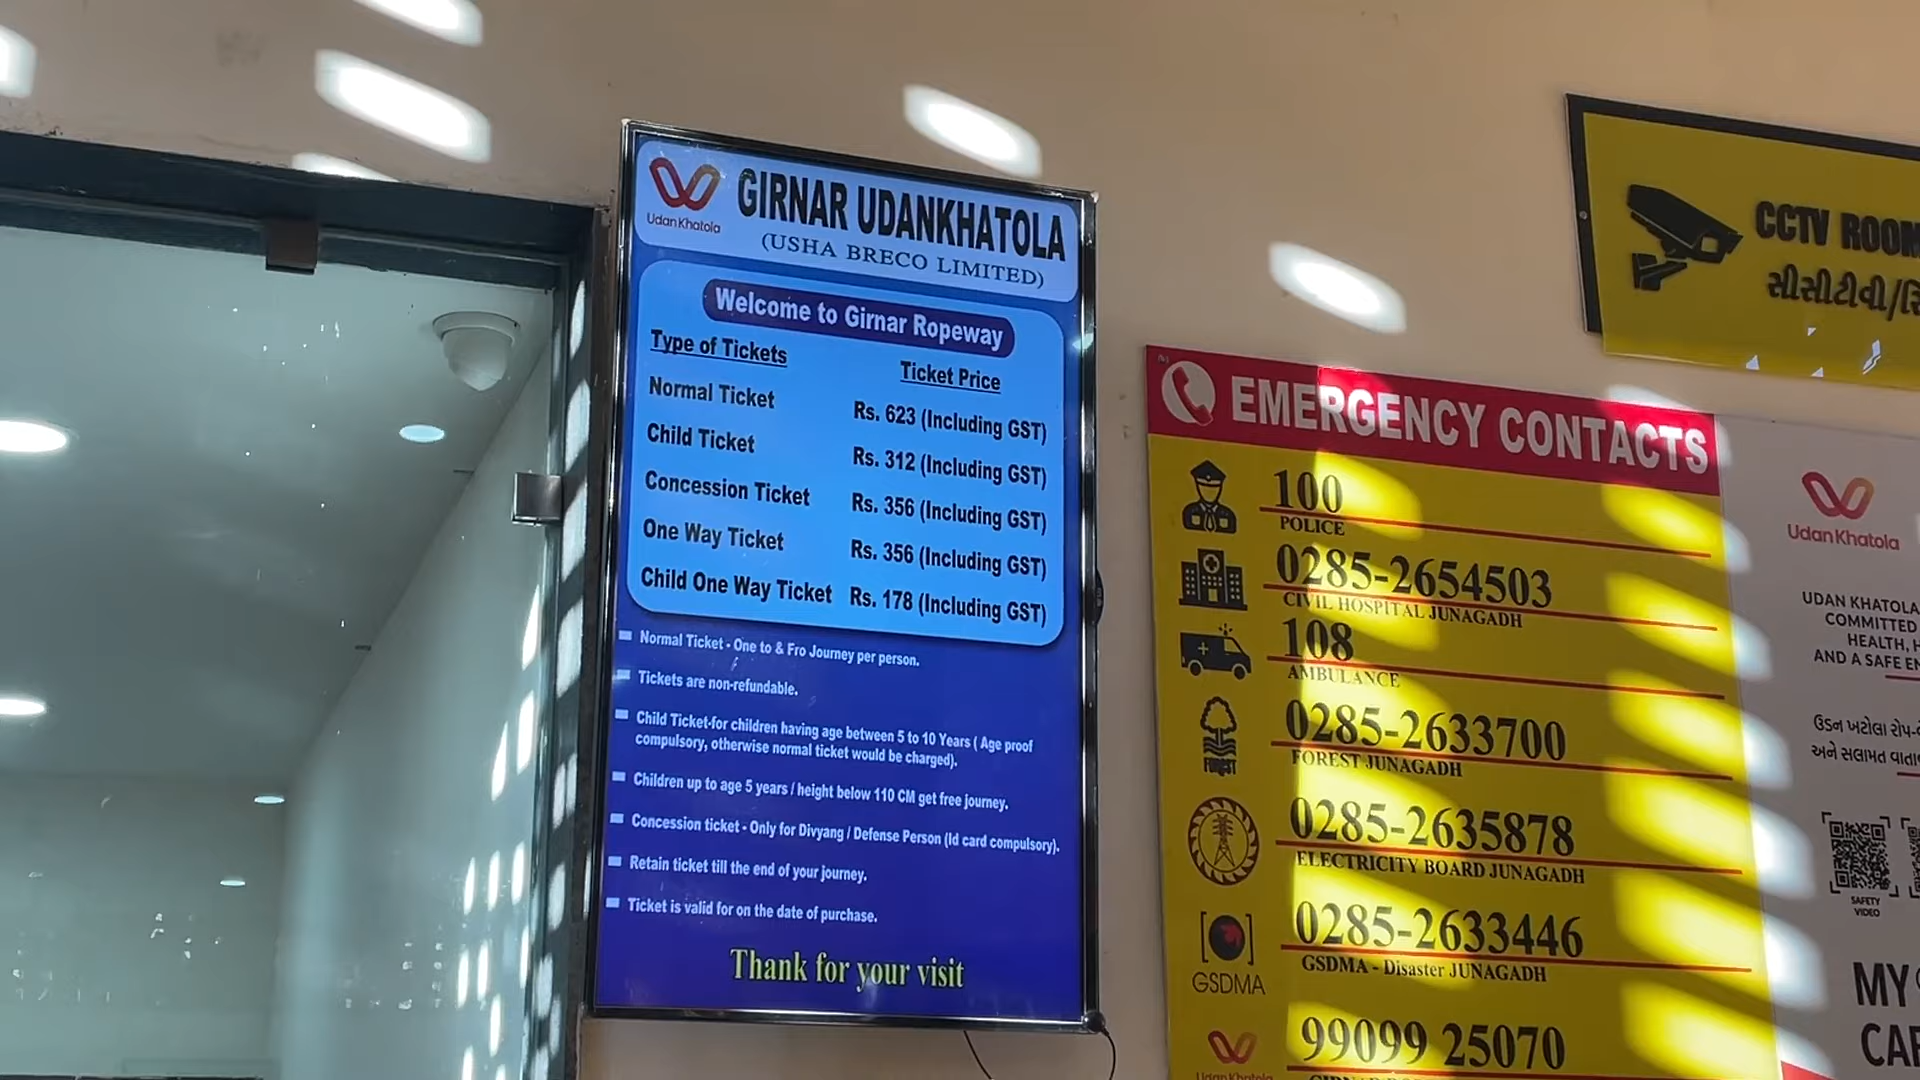 Udan Khatola
GIRNAR UDANKHATOLA
(USHA BRECO LIMITED)
Welcome to Girnar Ropeway
Type of Tickets Ticket Price
Normal Ticket Rs. 623 (Including GST)
Child Ticket Rs. 312 (Including GST)
Concession Ticket Rs. 356 (Including GST)
One Way Ticket Rs. 356 (Including GST)
Child One Way Ticket Rs. 178 (Including GST)
Normal Ticket - One to & Fro Journey per person.
Tickets are non-refundable.
Child Ticket-for children having age between 5 to 10 Years ( Age proof
compulsory, otherwise normal ticket would be charged).
Children up to age 5 years / height below 110 CM get free journey.
Concession ticket - Only for Divyang / Defense Person (Id card compulsory).
Retain ticket till the end of your journey.
Ticket is valid for on the date of purchase.
Thank for your visit
CCTV ROOM
સીસીટીવી/
EMERGENCY CONTACTS
100
POLICE
0285-2654503
CIVIL HOSPITAL JUNAGADH
108
AMBULANCE
0285-2633700
FOREST JUNAGADH
FOREST
0285-2635878
ELECTRICITY BOARD JUNAGADH
0285-2633446
GSDMA - Disaster JUNAGADH
GSDMA
99099 25070
Udan Khatola
Udan Khatola
UDAN KHATOLA
COMMITTED
HEALTH,
AND A SAFE
ઉડન ખટોલા રોપ-
અને સલામત
SAFETY
VIDEO
MY